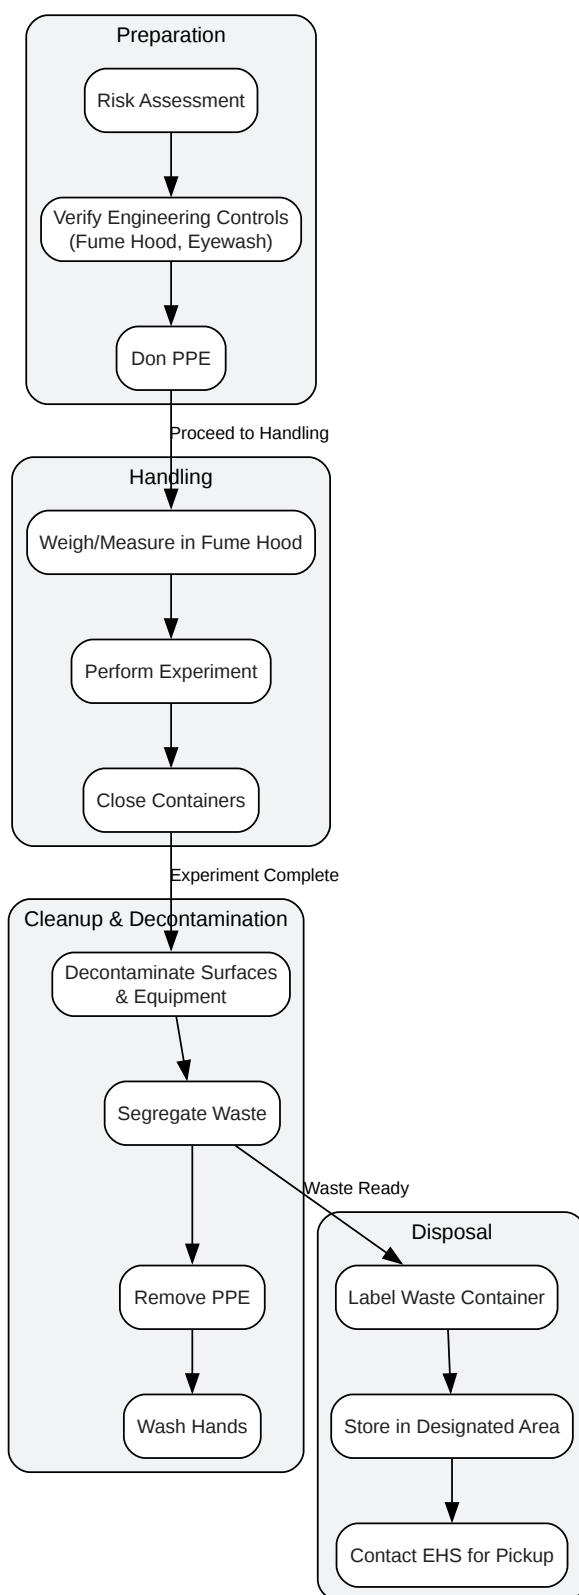 Preparation
Risk Assessment
Verify Engineering Controls
(Fume Hood, Eyewash)
Don PPE
Proceed to Handling
Handling
Weigh/Measure in Fume Hood
Perform Experiment
Close Containers
Experiment Complete
Cleanup & Decontamination
Decontaminate Surfaces
& Equipment
Segregate Waste
Waste Ready
Disposal
Remove PPE
Label Waste Container
Wash Hands
Store in Designated Area
Contact EHS for Pickup